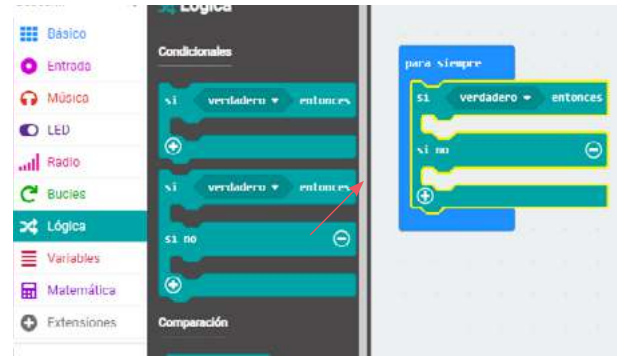 Lógica
Básico
Entrada
Música
LED
Radio
Bucles
Lógica
Variables
Matemática
Extensiones
Condicionales
si verdadero entonces
si verdadero entonces
si no
Comparación
para siempre
si verdadero entonces
si no